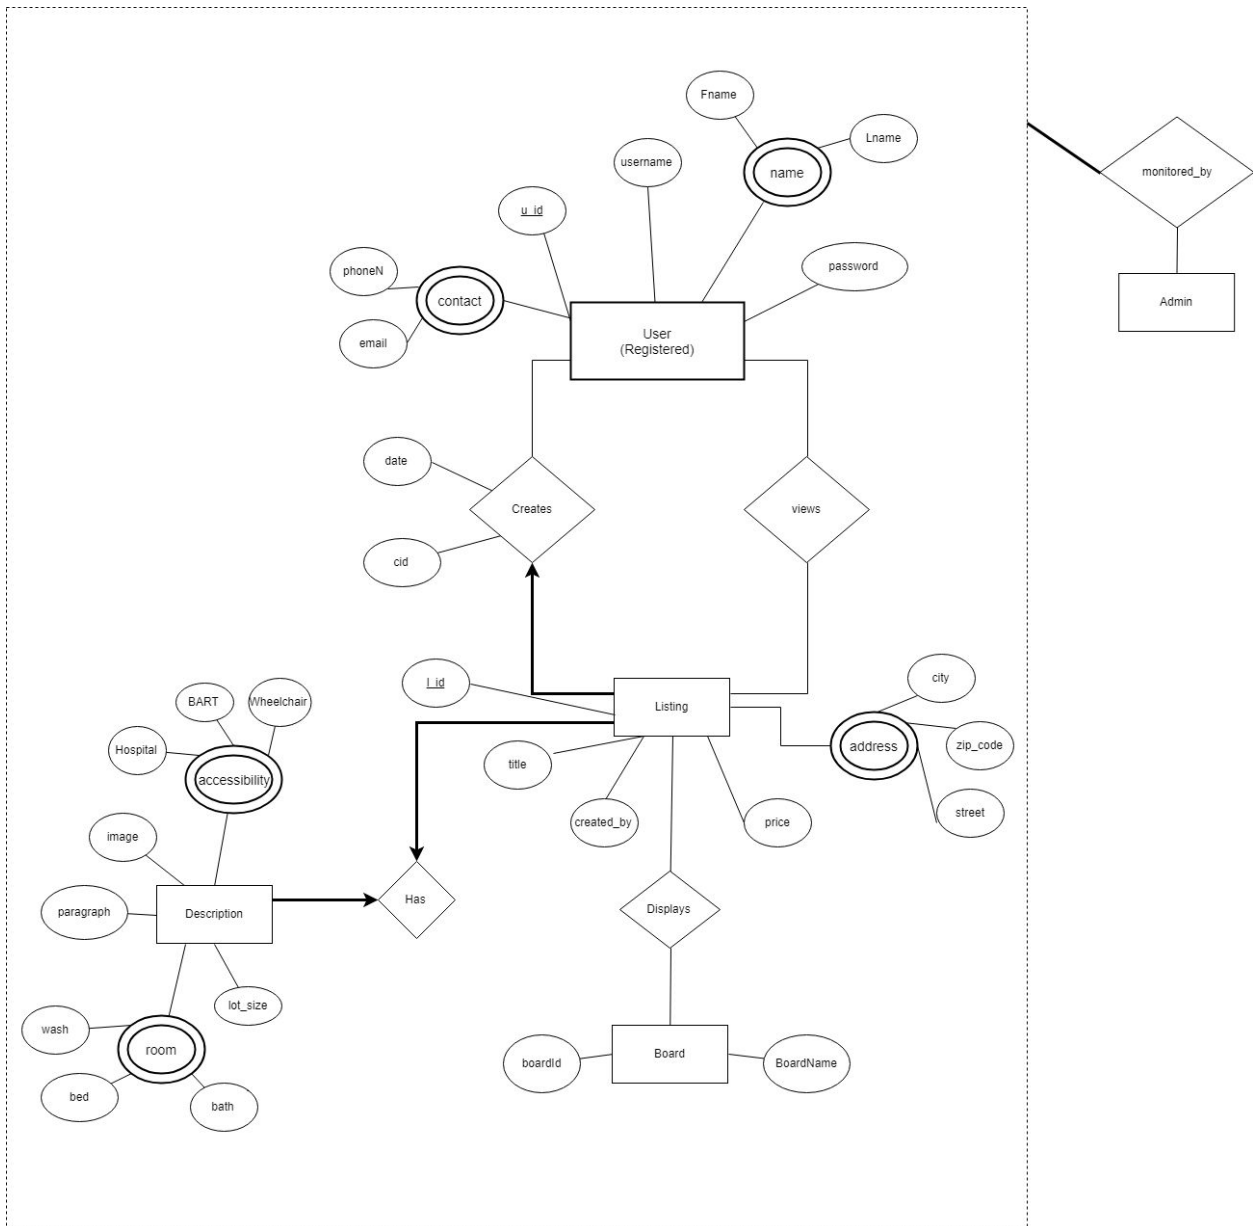 Fname
Lname
username
name
monitored_by
u_id
phoneN
contact
password
email
User
(Registered)
Admin
date
Creates
views
cid
l_id
BART
Wheelchair
Listing
city
Hospital
accessibility
title
address
zip_code
created_by
price
street
image
Has
Displays
paragraph
Description
lot_size
wash
room
boardId
Board
BoardName
bed
bath